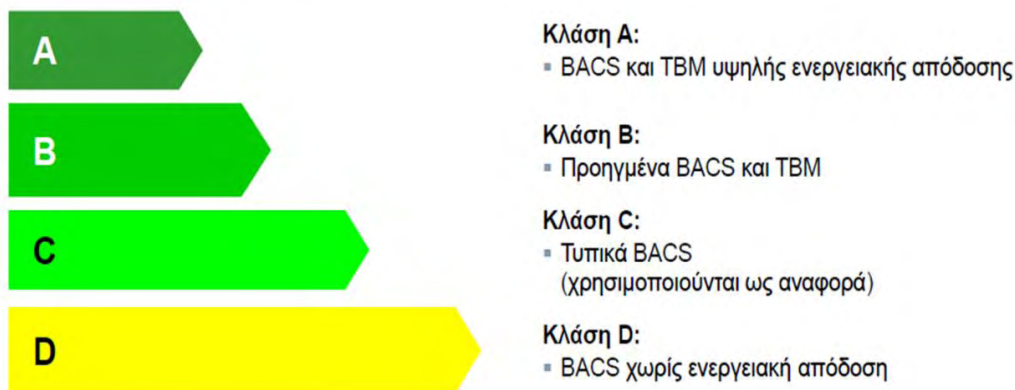 A
Κλάση A:
▪ BACS και TBM υψηλής ενεργειακής απόδοσης
B
Κλάση B:
▪ Προηγμένα BACS και TBM
C
Κλάση C:
▪ Τυπικά BACS
(χρησιμοποιούνται ως αναφορά)
D
Κλάση D:
▪ BACS χωρίς ενεργειακή απόδοση